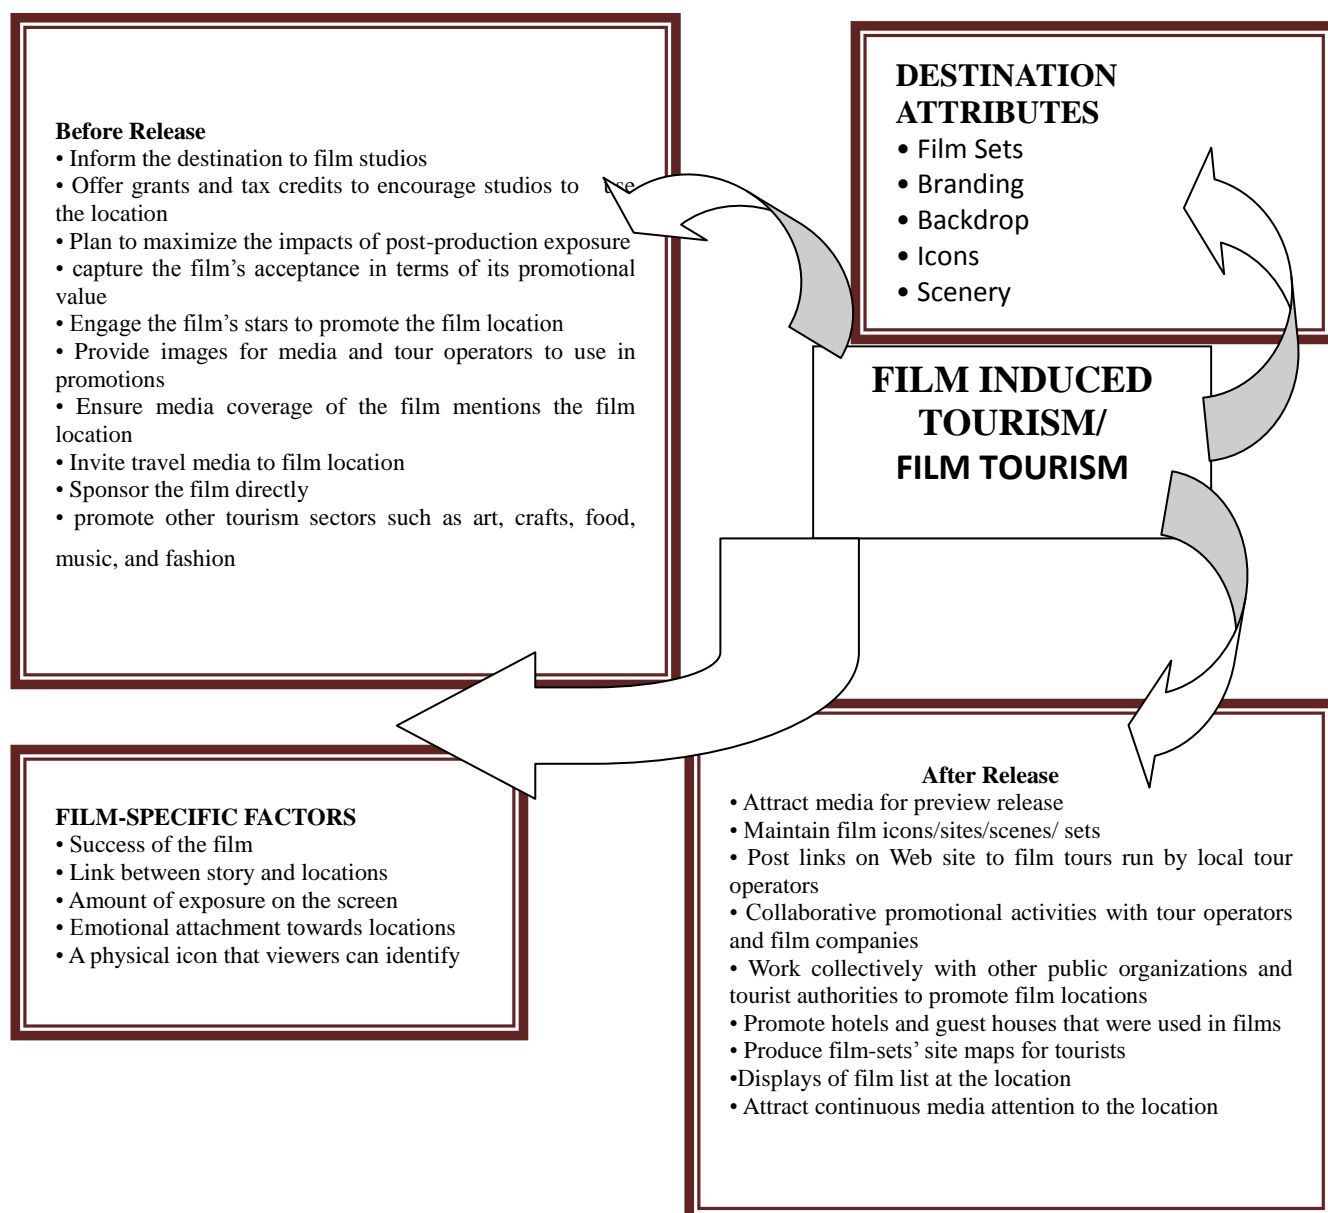 Before Release
• Inform the destination to film studios
• Offer grants and tax credits to encourage studios to use
the location
• Plan to maximize the impacts of post-production exposure
• capture the film’s acceptance in terms of its promotional
value
• Engage the film’s stars to promote the film location
• Provide images for media and tour operators to use in
promotions
• Ensure media coverage of the film mentions the film
location
• Invite travel media to film location
• Sponsor the film directly
• promote other tourism sectors such as art, crafts, food,
music, and fashion
DESTINATION
ATTRIBUTES
• Film Sets
• Branding
• Backdrop
• Icons
• Scenery
FILM INDUCED
TOURISM/
FILM TOURISM
FILM-SPECIFIC FACTORS
• Success of the film
• Link between story and locations
• Amount of exposure on the screen
• Emotional attachment towards locations
• A physical icon that viewers can identify
After Release
• Attract media for preview release
• Maintain film icons/sites/scenes/ sets
• Post links on Web site to film tours run by local tour
operators
• Collaborative promotional activities with tour operators
and film companies
• Work collectively with other public organizations and
tourist authorities to promote film locations
• Promote hotels and guest houses that were used in films
• Produce film-sets’ site maps for tourists
•Displays of film list at the location
• Attract continuous media attention to the location